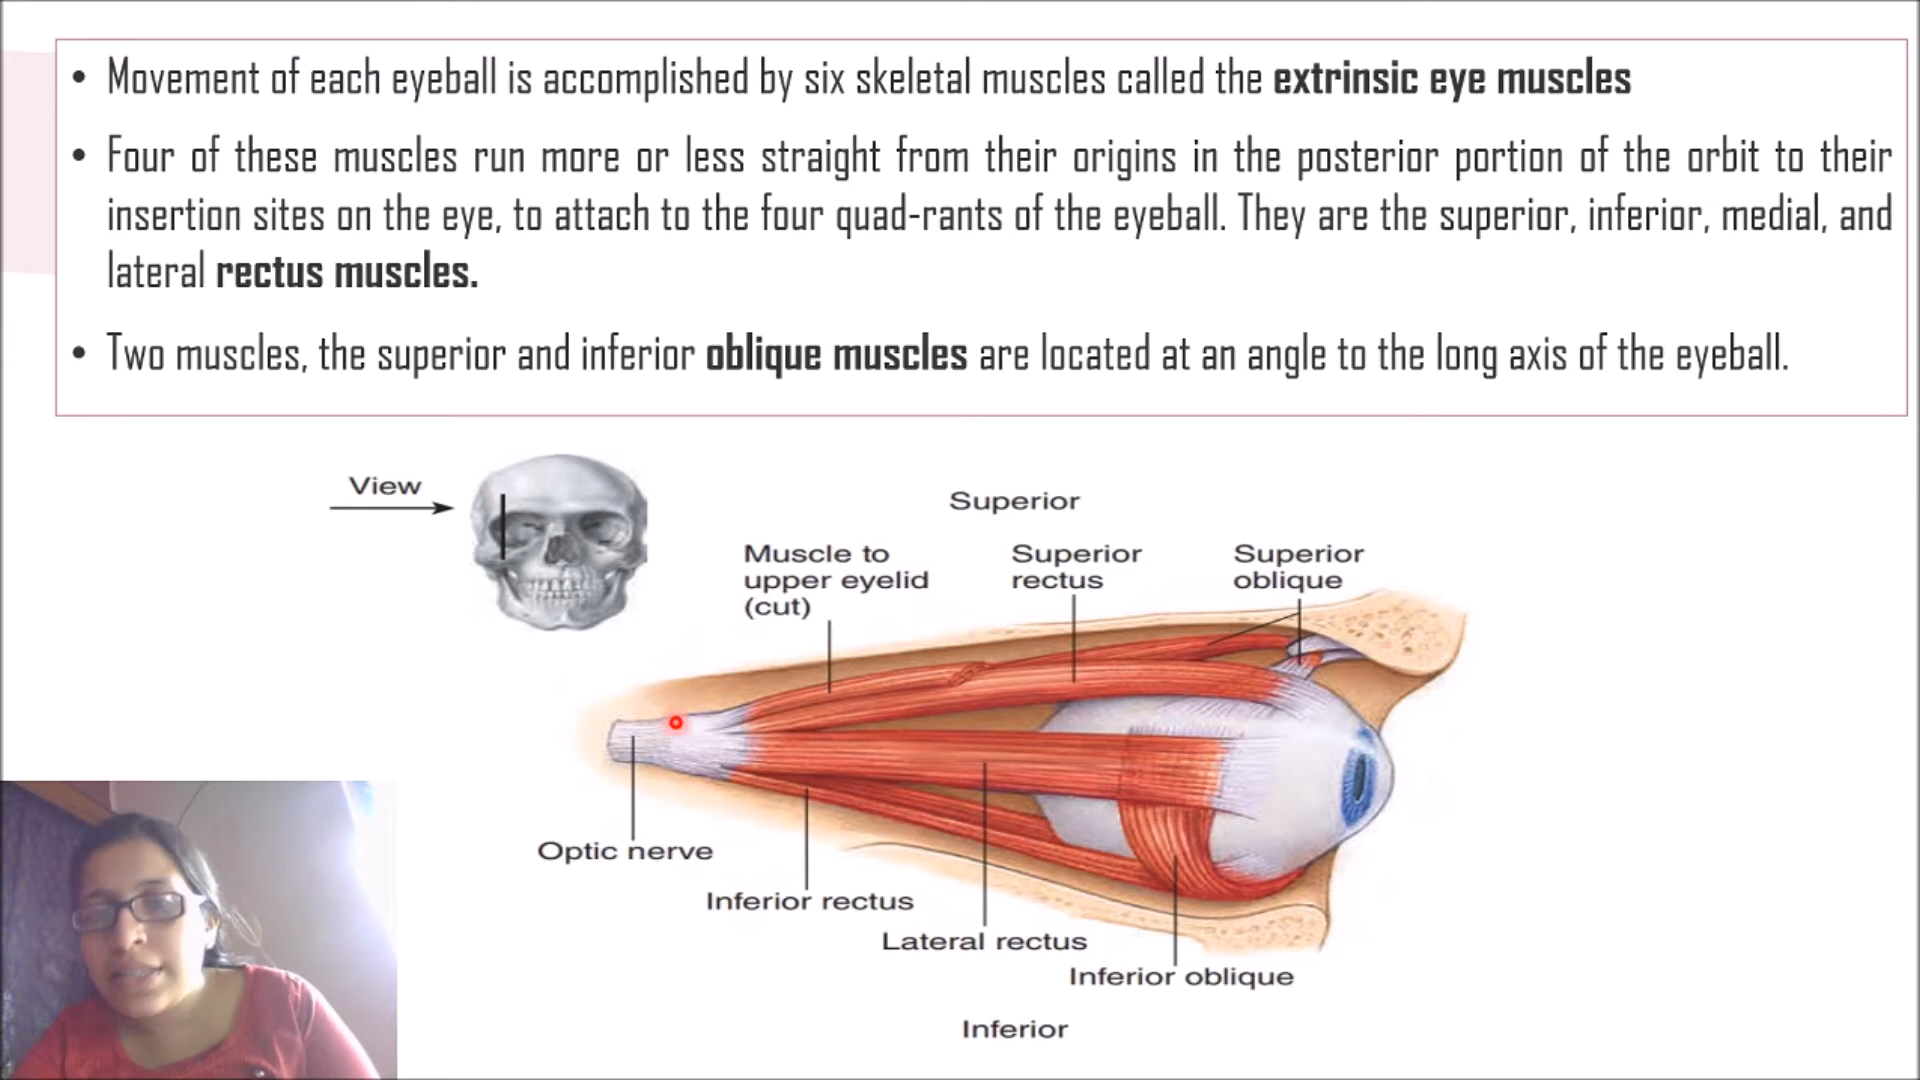 • Movement of each eyeball is accomplished by six skeletal muscles called the extrinsic eye muscles
• Four of these muscles run more or less straight from their origins in the posterior portion of the orbit to their
insertion sites on the eye, to attach to the four quad-rants of the eyeball. They are the superior, inferior, medial, and
lateral rectus muscles.
• Two muscles, the superior and inferior oblique muscles are located at an angle to the long axis of the eyeball.
View
Superior
Muscle to
upper eyelid
(cut)
Superior
rectus
Superior
oblique
Optic nerve
Inferior rectus
Lateral rectus
Inferior oblique
Inferior